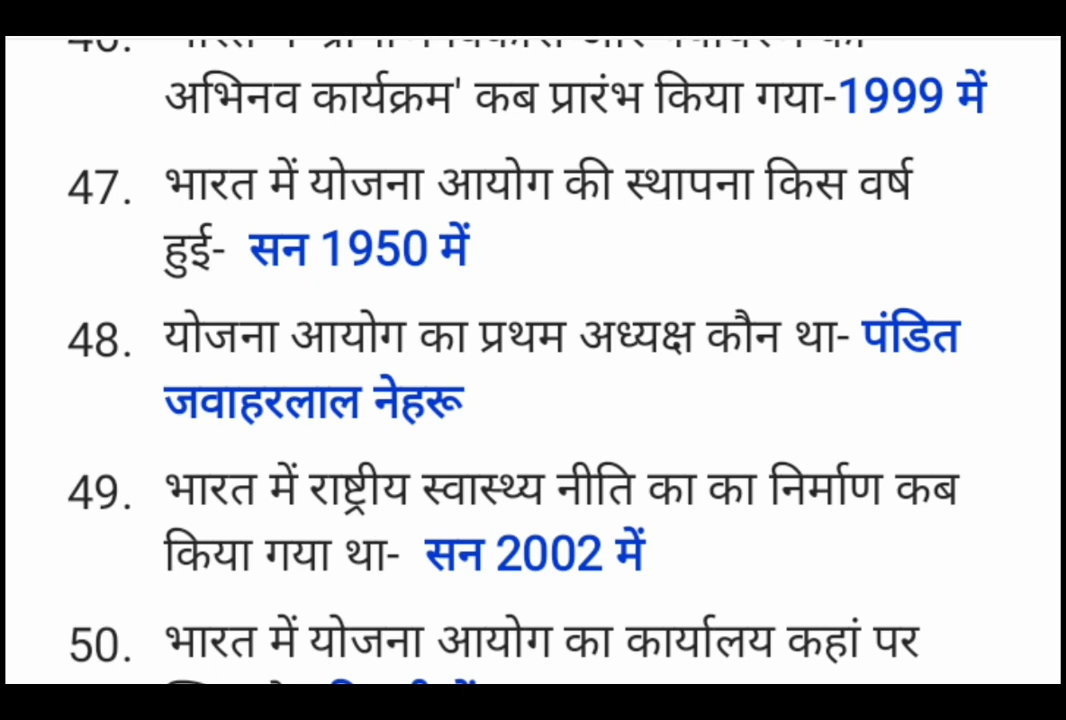 अभिनव कार्यक्रम' कब प्रारंभ किया गया-1999 में
47. भारत में योजना आयोग की स्थापना किस वर्ष
हुई- सन 1950 में
48. योजना आयोग का प्रथम अध्यक्ष कौन था- पंडित
जवाहरलाल नेहरू
49. भारत में राष्ट्रीय स्वास्थ्य नीति का का निर्माण कब
किया गया था- सन 2002 में
50. भारत में योजना आयोग का कार्यालय कहां पर